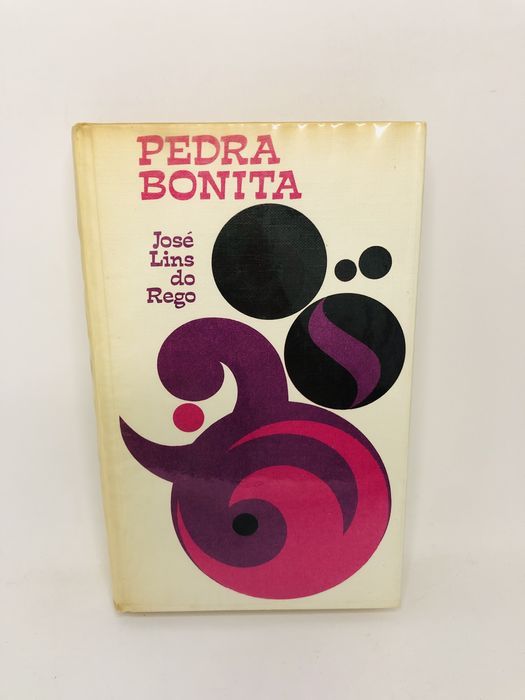 PEDRA
BONITA
José
Lins
do
Rego